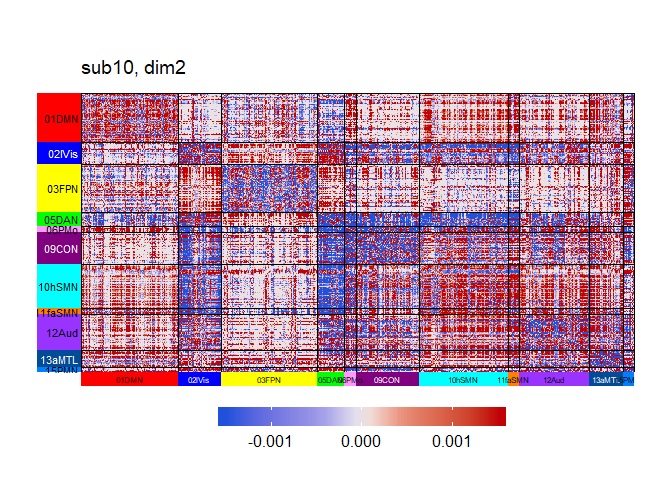 sub10, dim2
01DMN
02lVis
03FPN
05DAN
06PMo
09CON
10hSMN
11faSMN
12Aud
13aMTL
15PMN
01DMN 02lVis 03FPN 09CON 10hSMN 11faSMN 12Aud 13aMTL
-0.001 0.000 0.001